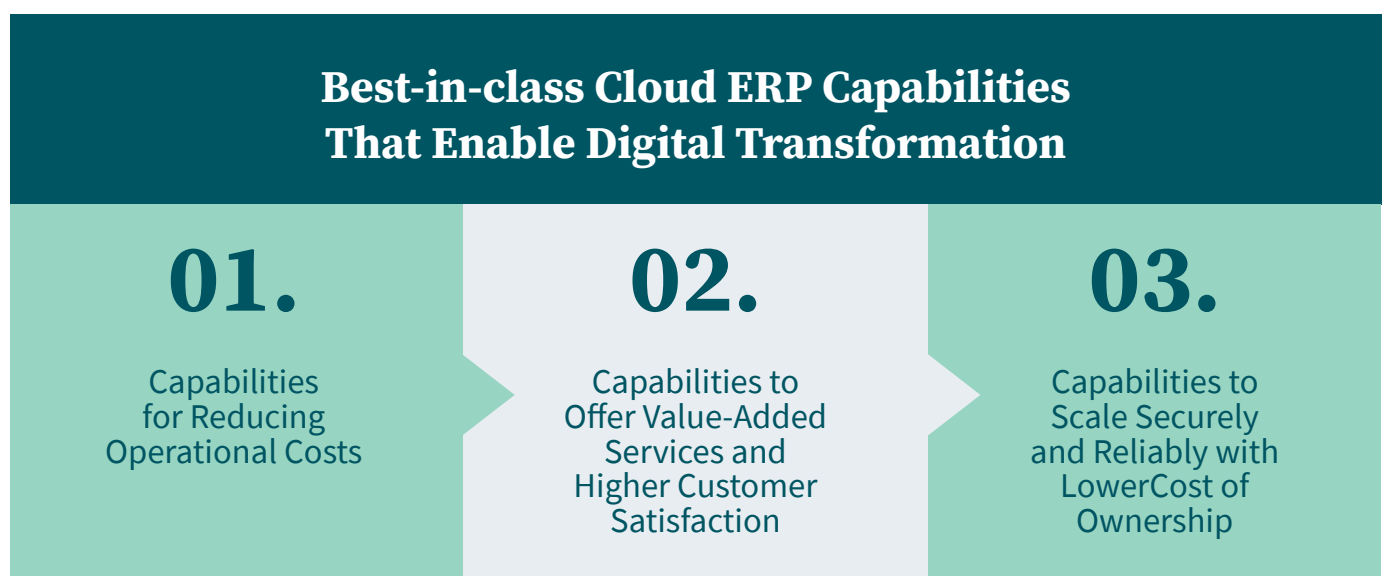 Best-in-class Cloud ERP Capabilities
That Enable Digital Transformation
01.
Capabilities
for Reducing
Operational Costs
02.
Capabilities to
Offer Value-Added
Services and
Higher Customer
Satisfaction
03.
Capabilities to
Scale Securely
and Reliably with
LowerCost of
Ownership